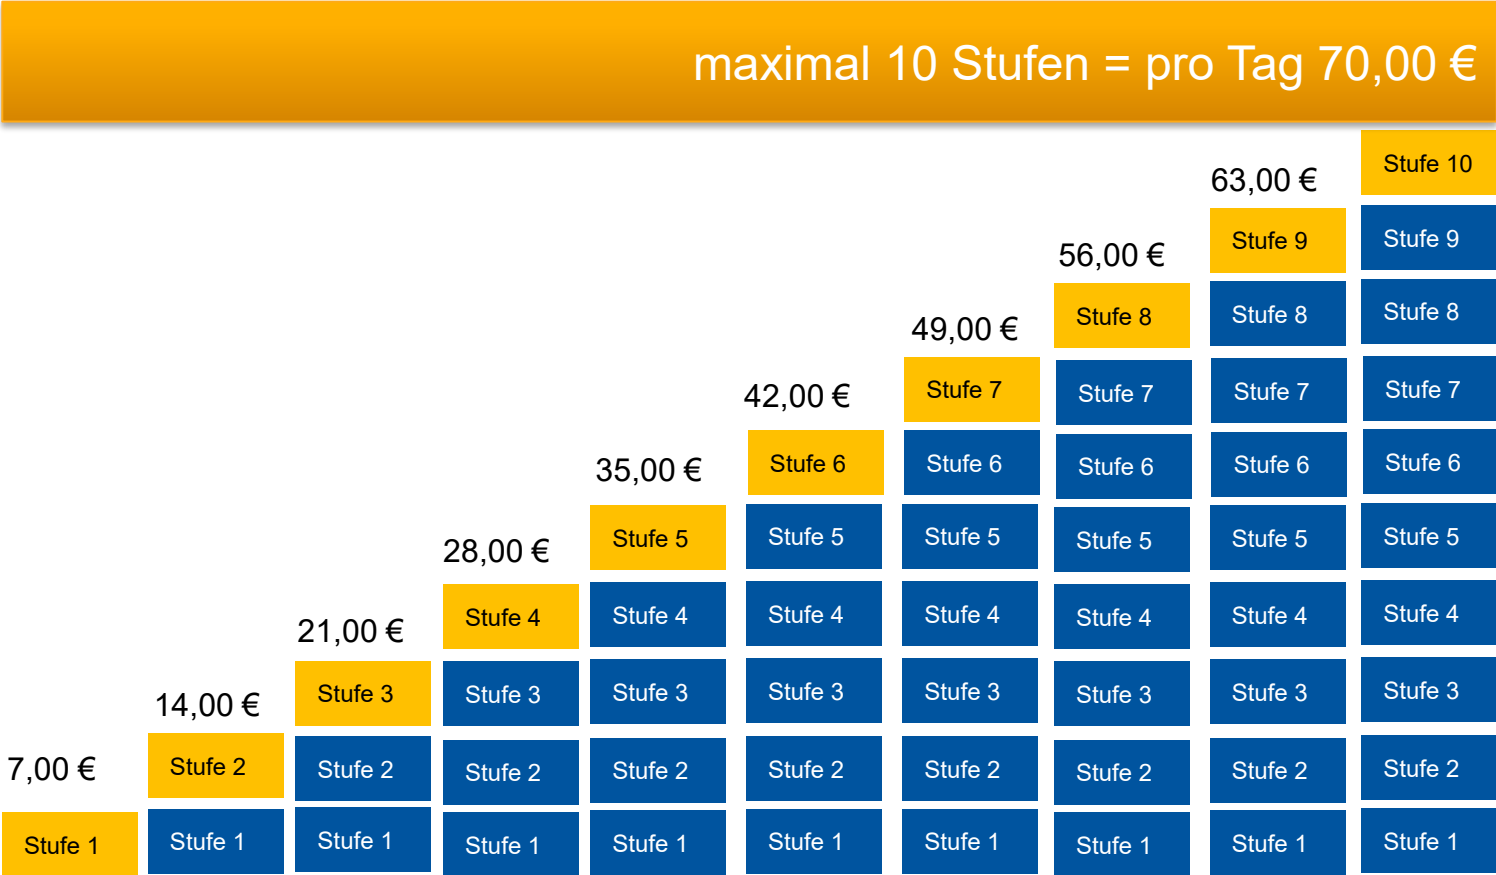 maximal 10 Stufen = pro Tag 70,00 €
Stufe 10
63,00 €
Stufe 9
Stufe 9
56,00 €
Stufe 8
Stufe 8
Stufe 8
49,00 €
Stufe 7
Stufe 7
Stufe 7
Stufe 7
42,00 €
Stufe 6
Stufe 6
Stufe 6
Stufe 6
Stufe 6
35,00 €
Stufe 5
Stufe 5
Stufe 5
Stufe 5
Stufe 5
Stufe 5
28,00 €
Stufe 4
Stufe 4
Stufe 4
Stufe 4
Stufe 4
Stufe 4
Stufe 4
21,00 €
Stufe 3
Stufe 3
Stufe 3
Stufe 3
Stufe 3
Stufe 3
Stufe 3
Stufe 3
14,00 €
Stufe 2
Stufe 2
Stufe 2
Stufe 2
Stufe 2
Stufe 2
Stufe 2
Stufe 2
Stufe 2
7,00 €
Stufe 1
Stufe 1
Stufe 1
Stufe 1
Stufe 1
Stufe 1
Stufe 1
Stufe 1
Stufe 1
Stufe 1